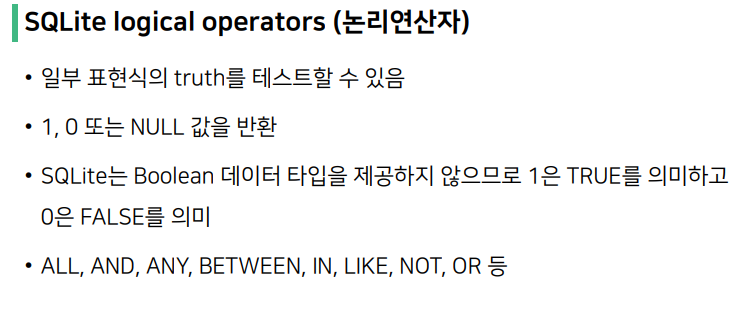 SQLite logical operators (논리연산자)
• 일부 표현식의 truth를 테스트할 수 있음
• 1, 0 또는 NULL 값을 반환
• SQLite는 Boolean 데이터 타입을 제공하지 않으므로 1은 TRUE를 의미하고
0은 FALSE를 의미
• ALL, AND, ANY, BETWEEN, IN, LIKE, NOT, OR 등